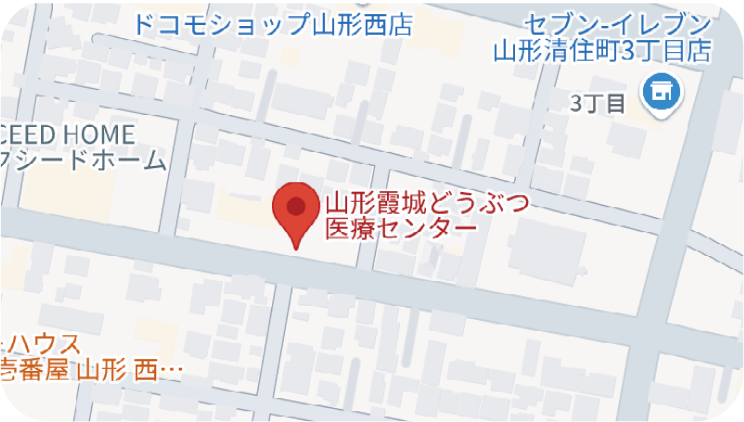 ドコモショップ山形西店
セブン-イレブン
山形清住町3丁目店
3丁目
CEED HOME
クシードホーム
山形霞城どうぶつ
医療センター
ハウス
壱番屋 山形 西…